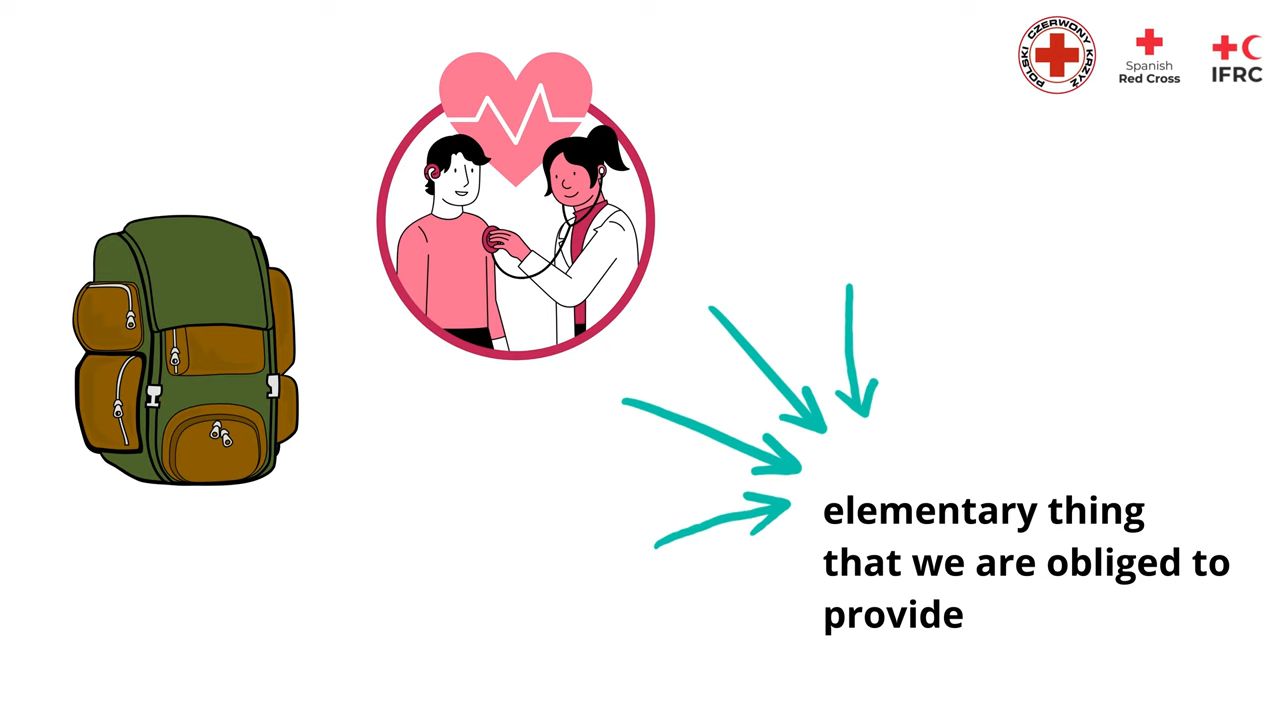 POLSKI CZERWONY KRZYŻ
Spanish
Red Cross
IFRC
elementary thing
that we are obliged to
provide